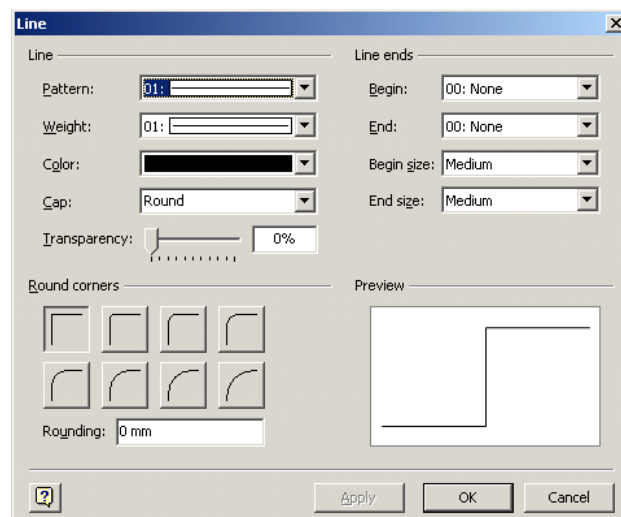 Line
Line
Pattern: 01:
Weight: 01:
Color:
Cap: Round
Transparency: 0%
Line ends
Begin: 00: None
End: 00: None
Begin size: Medium
End size: Medium
Round corners
Rounding: 0 mm
Preview
Apply OK Cancel